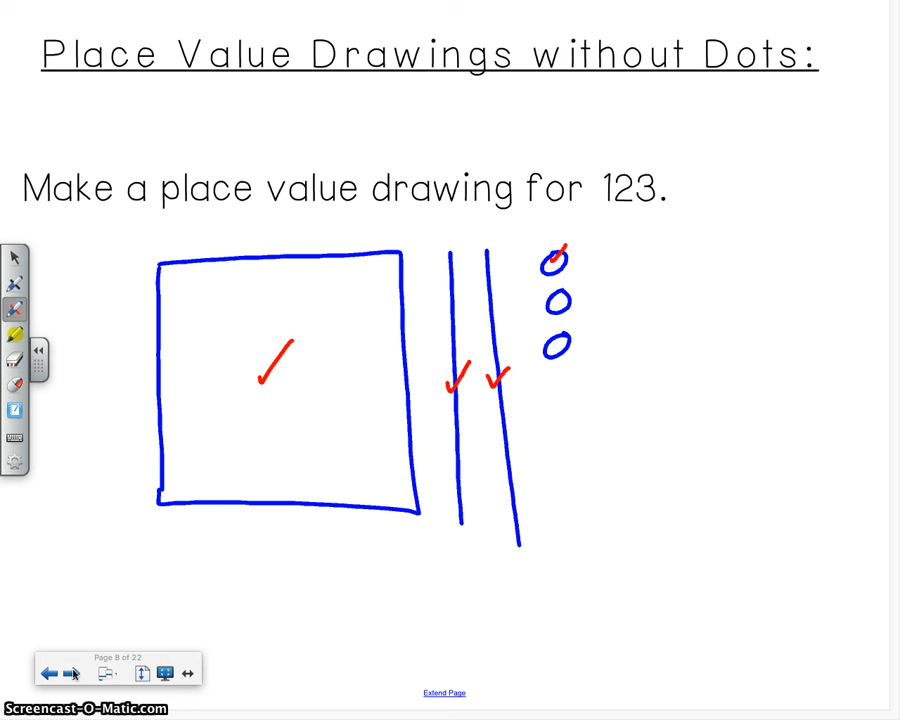 Place Value Drawings without Dots:
Make a place value drawing for 123.
Page 8 of 22
Extend Page
Screencast-O-Matic.com